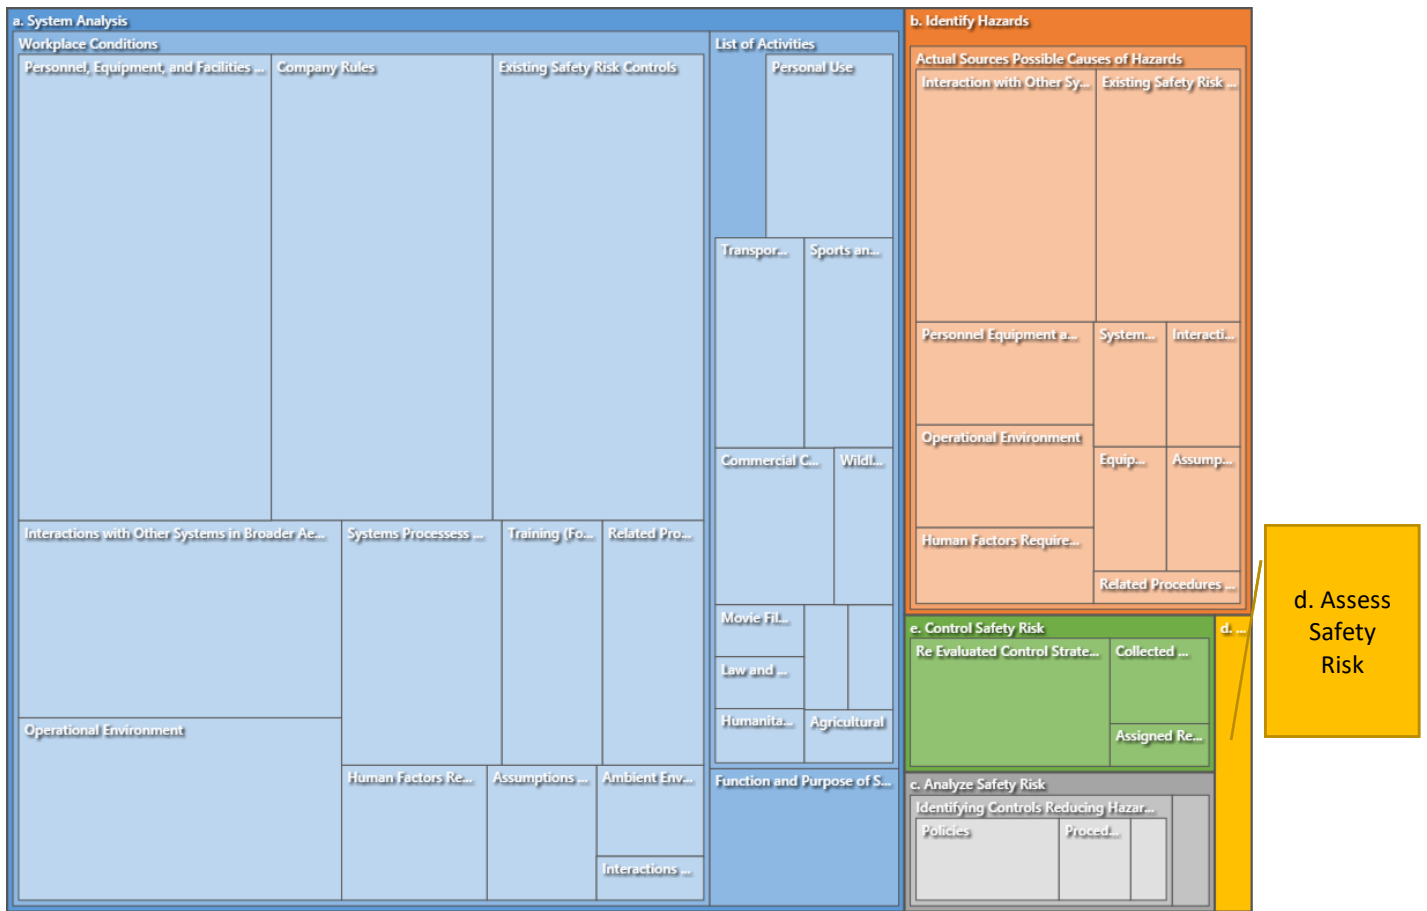 a. System Analysis
Workplace Conditions
Personnel, Equipment, and Facilities ...
Company Rules
Existing Safety Risk Controls
Interactions with Other Systems in Broader Ae...
Systems Processess ...
Training (Fo...
Related Pro...
Operational Environment
Human Factors Re...
Assumptions ...
Ambient Env...
Interactions ...
List of Activities
Personal Use
Transpor...
Sports an...
Commercial C...
Wildl...
Movie Fil...
Law and ...
Humanita...
Agricultural
Function and Purpose of S...
b. Identify Hazards
Actual Sources Possible Causes of Hazards
Interaction with Other Sy...
Existing Safety Risk ...
Personnel Equipment a...
System...
Interacti...
Operational Environment
Equip...
Assump...
Human Factors Require...
Related Procedures ...
e. Control Safety Risk
Re Evaluated Control Strate...
Collected ...
Assigned Re...
d. ...
c. Analyze Safety Risk
Identifying Controls Reducing Hazar...
Policies
Proced...
d. Assess
Safety
Risk